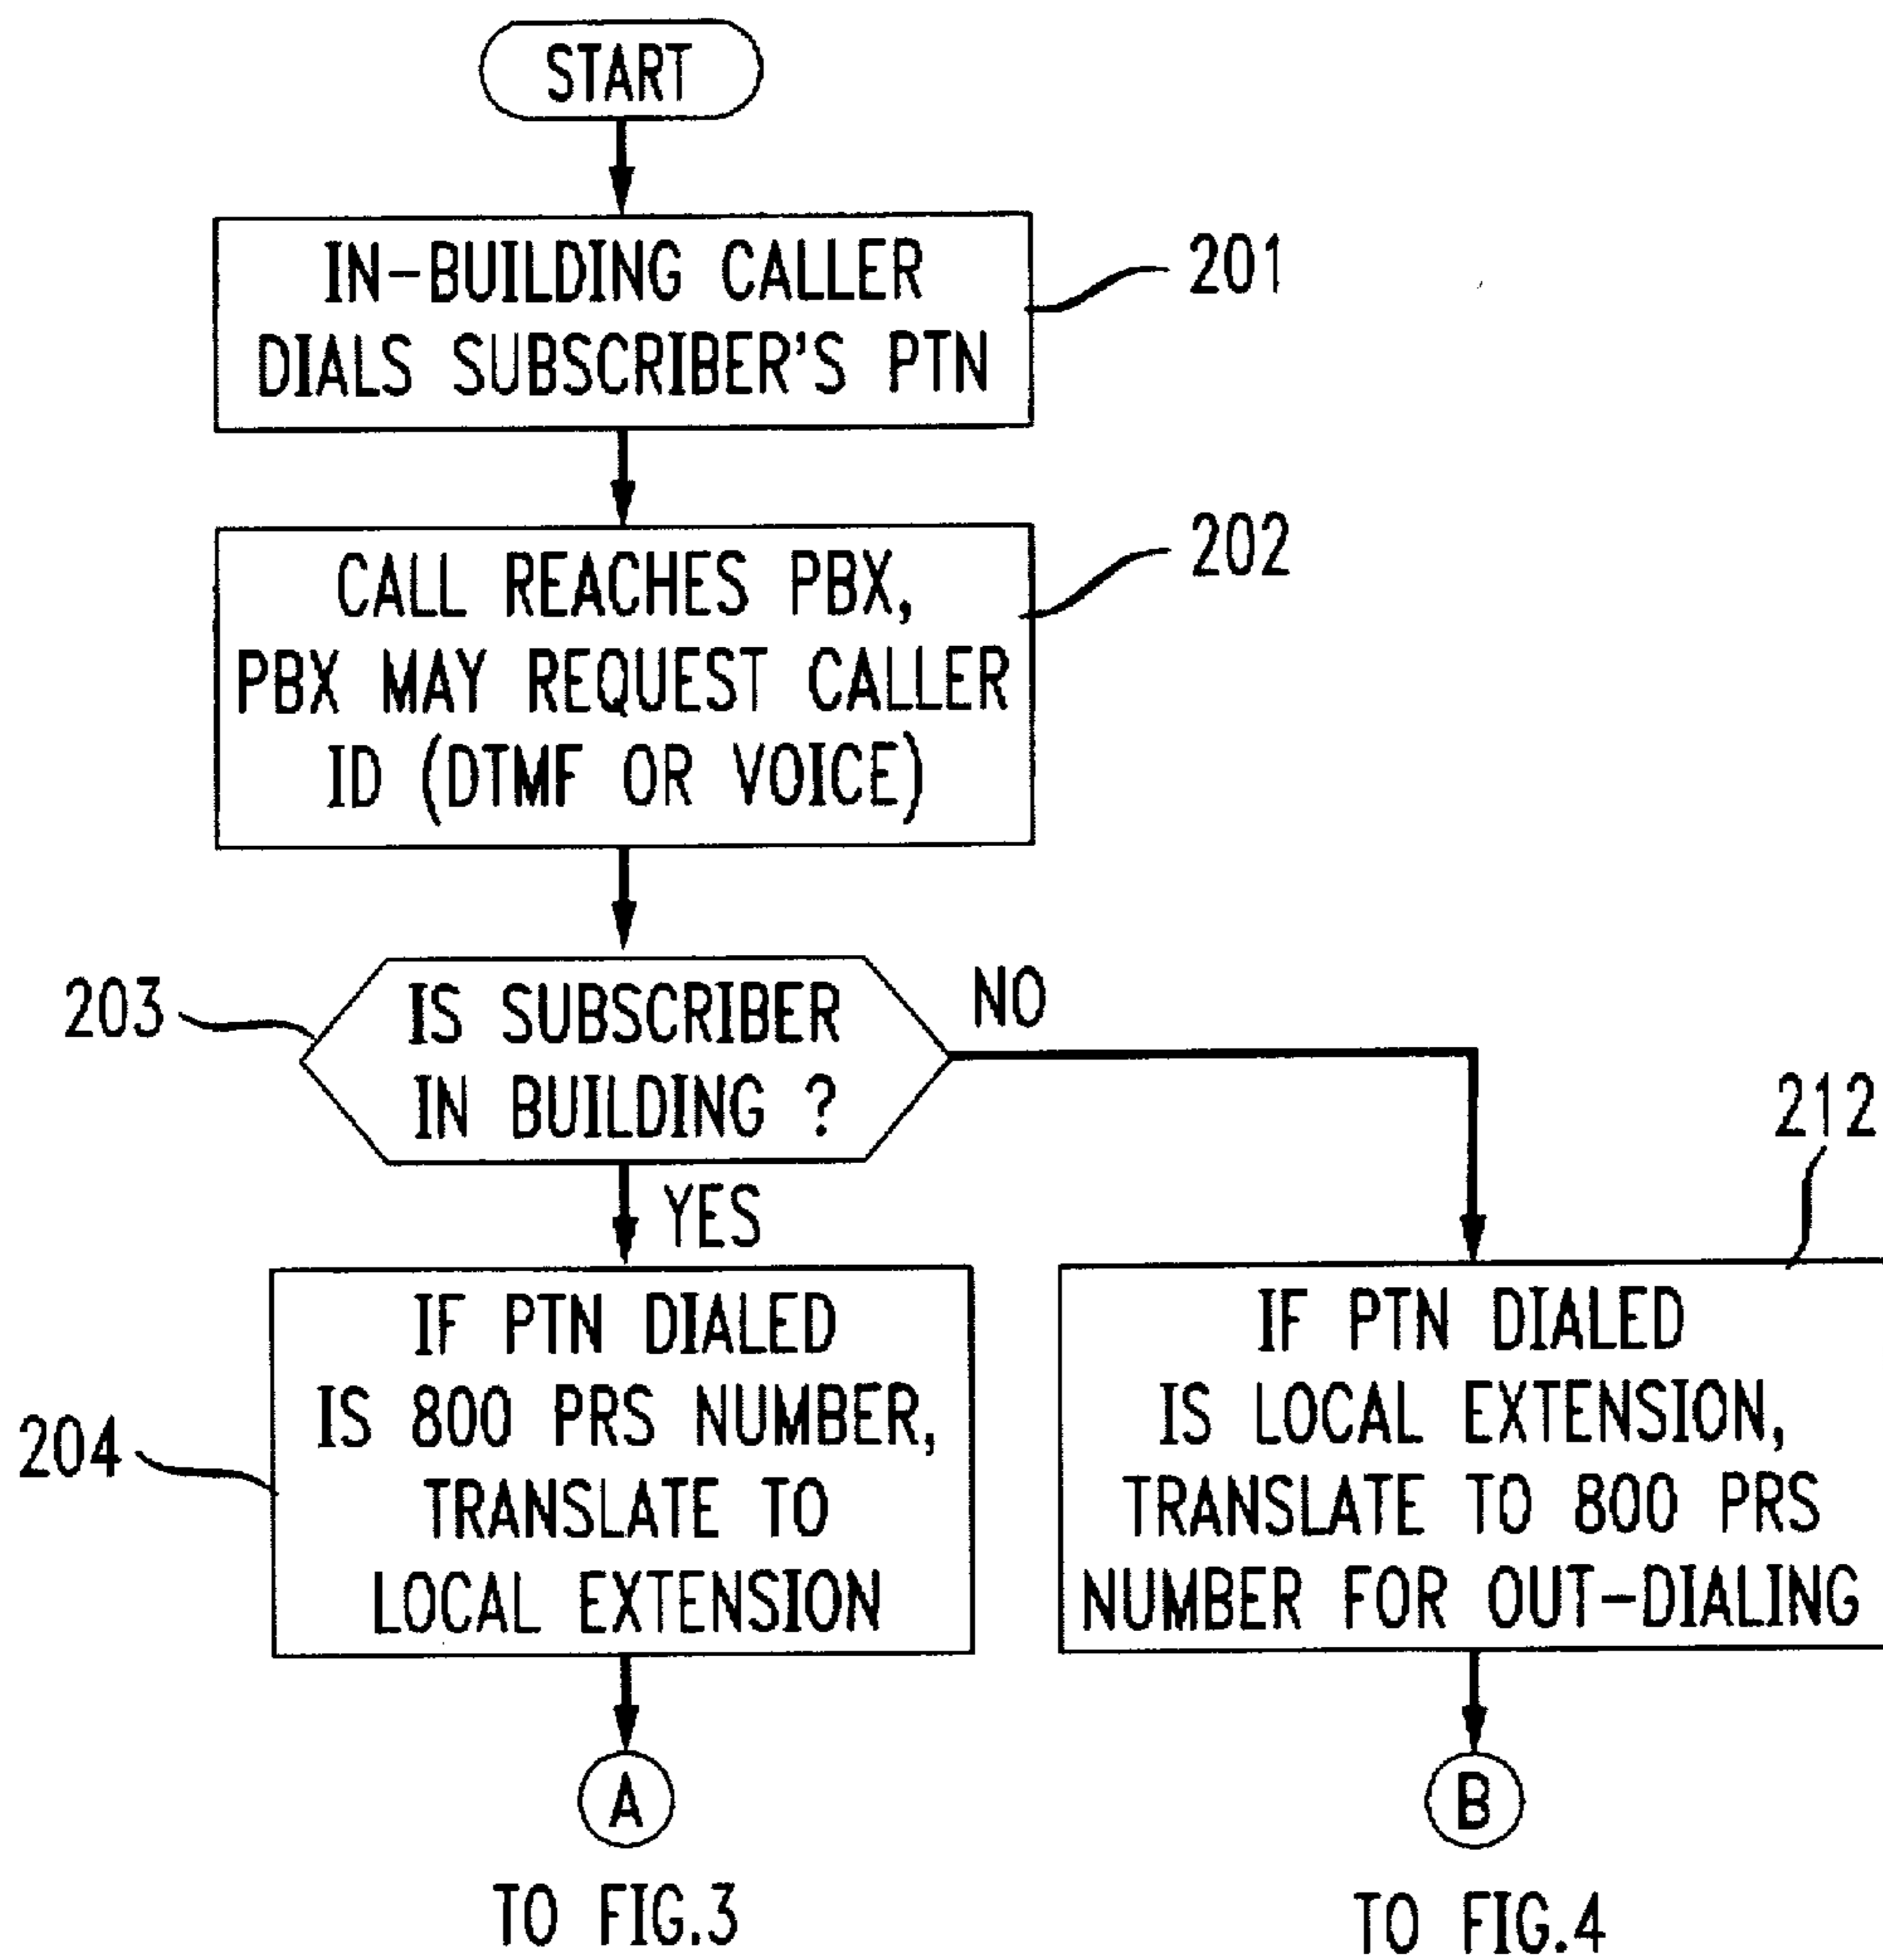 START
IN-BUILDING CALLER
DIALS SUBSCRIBER'S PTN
201
CALL REACHES PBX,
PBX MAY REQUEST CALLER
ID (DTMF OR VOICE)
202
203
IS SUBSCRIBER
IN BUILDING ?
NO
YES
212
204
IF PTN DIALED
IS 800 PRS NUMBER,
TRANSLATE TO
LOCAL EXTENSION
IF PTN DIALED
IS LOCAL EXTENSION,
TRANSLATE TO 800 PRS
NUMBER FOR OUT-DIALING
A
TO FIG.3
B
TO FIG.4